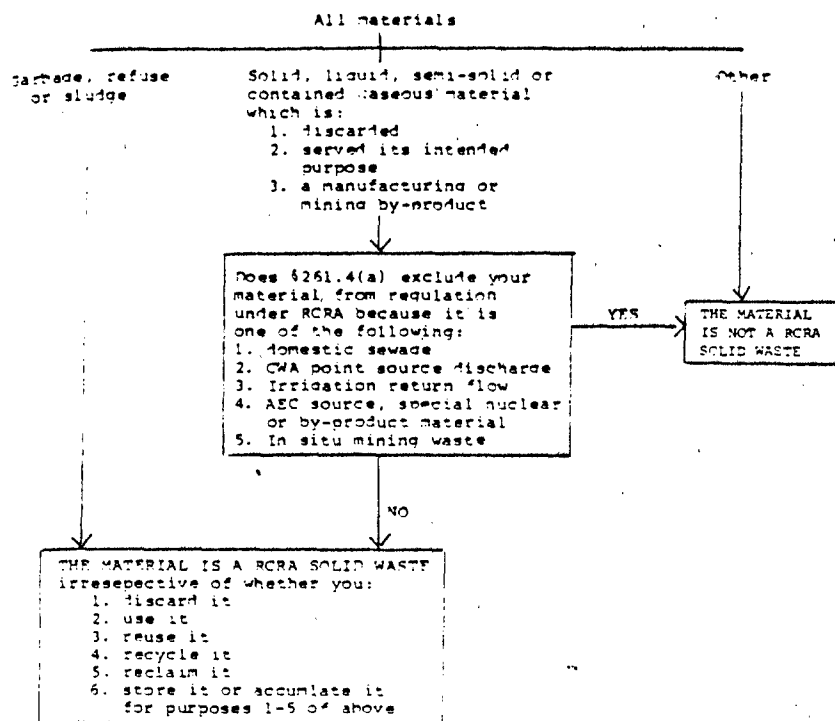 All materials
garbage, refuse
or sludge
Solid, liquid, semi-solid or
contained gaseous material
which is:
1. discarded
2. served its intended
purpose
3. a manufacturing or
mining by-product
Other
Does §261.4(a) exclude your
material, from regulation
under RCRA because it is
one of the following:
1. domestic sewage
2. CWA point source discharge
3. Irrigation return flow
4. AEC source, special nuclear
or by-product material
5. In situ mining waste
YES
THE MATERIAL
IS NOT A RCRA
SOLID WASTE
NO
THE MATERIAL IS A RCRA SOLID WASTE
irresepective of whether you:
1. discard it
2. use it
3. reuse it
4. recycle it
5. reclaim it
6. store it or accumlate it
for purposes 1-5 of above